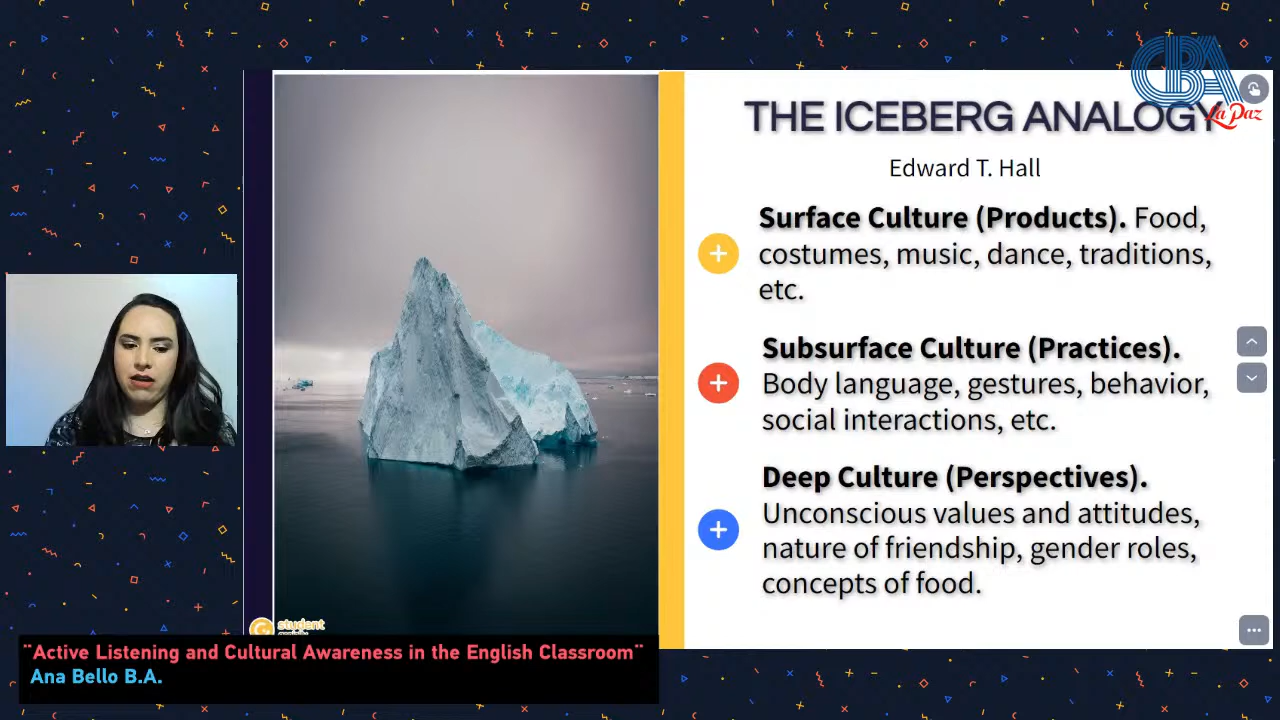 CBA
La Paz
THE ICEBERG ANALOGY
Edward T. Hall
Surface Culture (Products). Food,
costumes, music, dance, traditions,
etc.
Subsurface Culture (Practices).
Body language, gestures, behavior,
social interactions, etc.
Deep Culture (Perspectives).
Unconscious values and attitudes,
nature of friendship, gender roles,
concepts of food.
student
¨Active Listening and Cultural Awareness in the English Classroom¨
Ana Bello B.A.